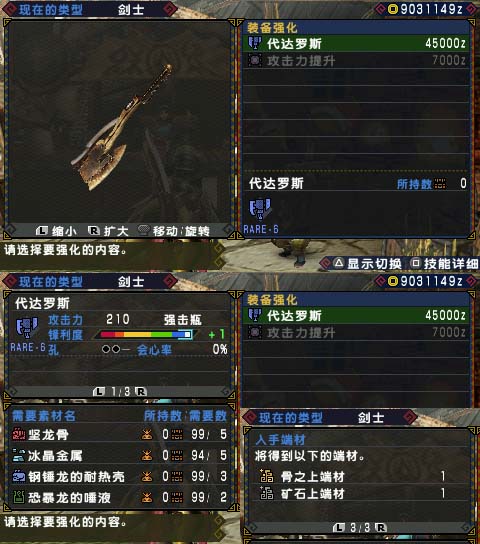 现在的类型 剑士
9031149z
装备强化
代达罗斯 45000z
攻击力提升 7000z
代达罗斯 所持数 0
RARE-6
L 缩小 R 扩大 移动/旋转
请选择要强化的内容。
△显示切换 □技能详细
现在的类型 剑士
9031149z
代达罗斯
攻击力 210 强击瓶
锋利度 +1
RARE-6
孔 ○○— 会心率 0%
L 1/3 R
装备强化
代达罗斯 45000z
攻击力提升 7000z
需要素材名 所持数/需要数
坚龙骨 0 99/ 5
冰晶金属 0 94/ 5
钢锤龙的耐热壳 0 99/ 3
恐暴龙的唾液 0 99/ 2
请选择要强化的内容。
现在的类型 剑士
入手端材
将得到以下的端材。
骨之上端材 1
矿石上端材 1
L 3/3 R